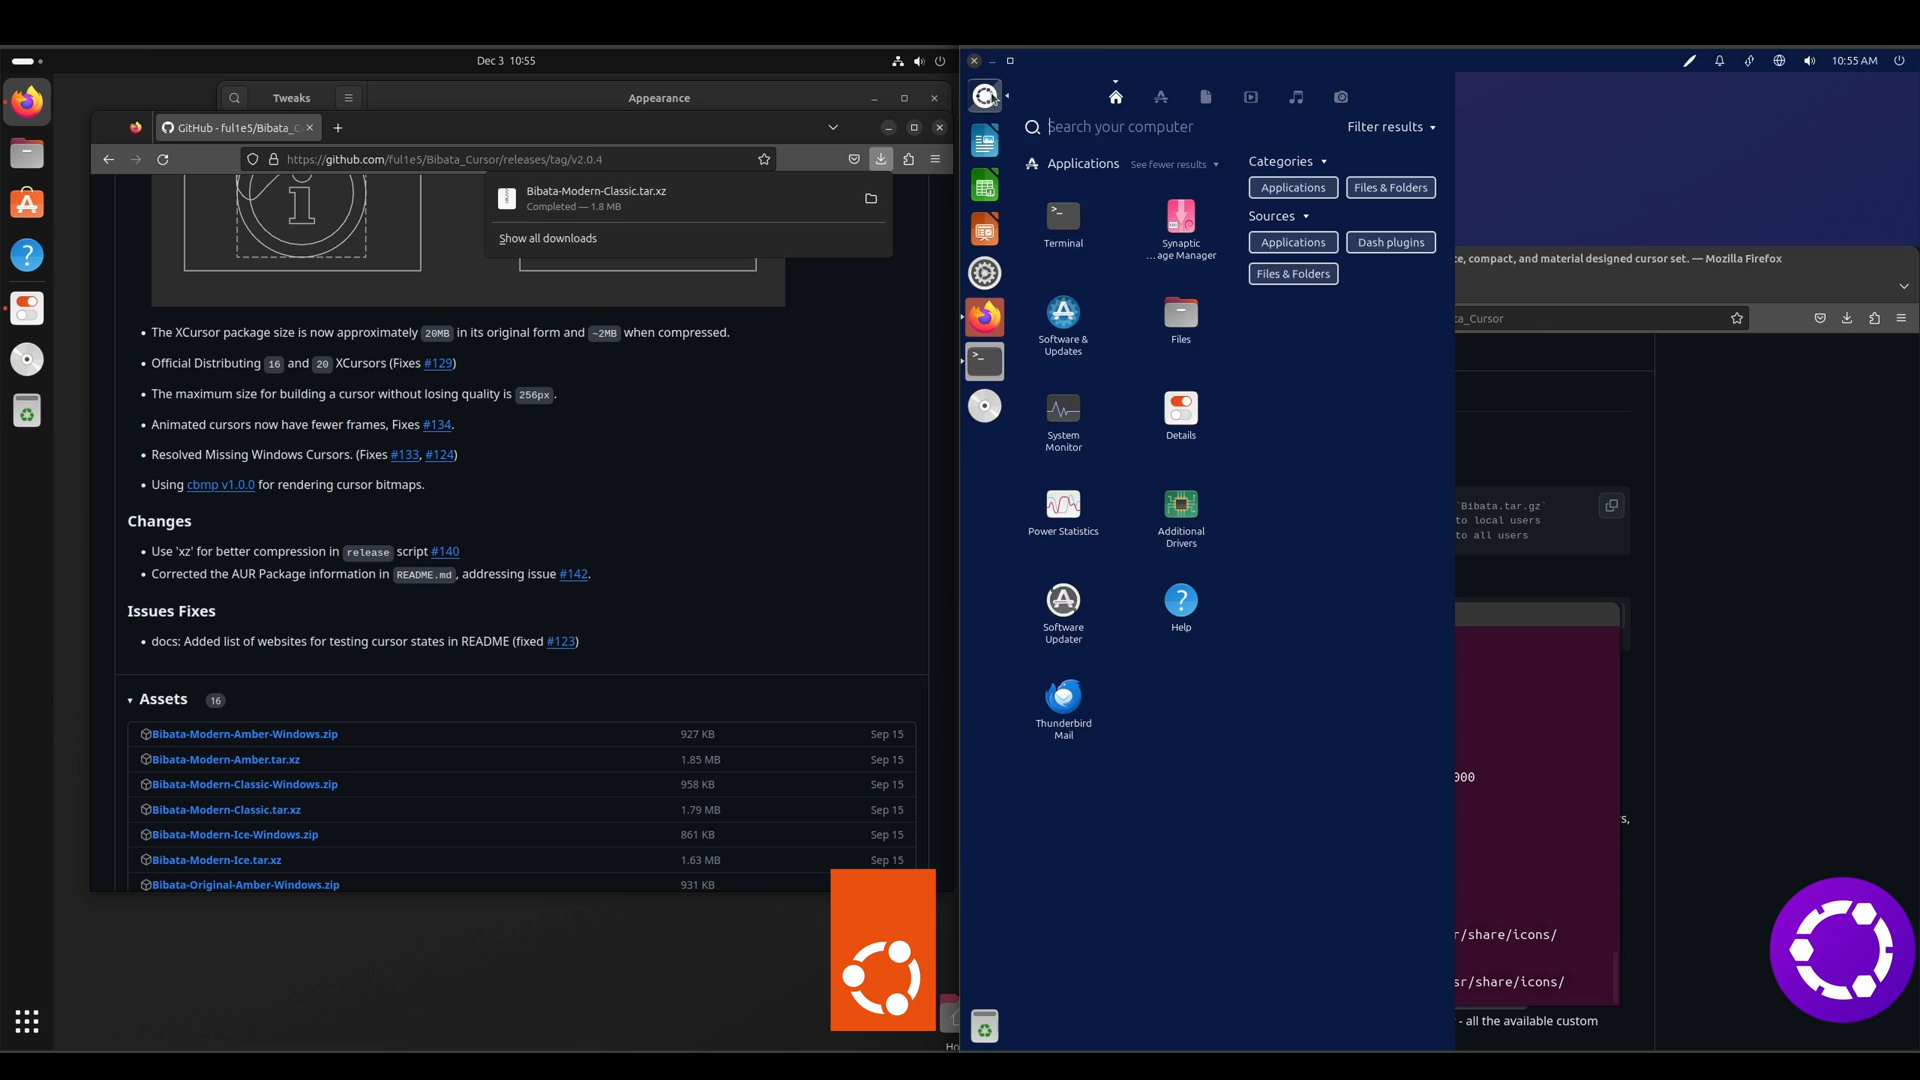 Dec 3 10:55
Tweaks
Appearance
GitHub - ful1e5/Bibata_C
https://github.com/ful1e5/Bibata_Cursor/releases/tag/v2.0.4
Bibata-Modern-Classic.tar.xz
Completed — 1.8 MB
Show all downloads
• The XCursor package size is now approximately 20MB in its original form and ~2MB when compressed.
• Official Distributing 16 and 20 XCursors (Fixes #129)
• The maximum size for building a cursor without losing quality is 256px.
• Animated cursors now have fewer frames, Fixes #134.
• Resolved Missing Windows Cursors. (Fixes #133, #124)
• Using cbmp v1.0.0 for rendering cursor bitmaps.
Changes
• Use 'xz' for better compression in release script #140
• Corrected the AUR Package information in README.md, addressing issue #142.
Issues Fixes
• docs: Added list of websites for testing cursor states in README (fixed #123)
Assets 16
Bibata-Modern-Amber-Windows.zip 927 KB Sep 15
Bibata-Modern-Amber.tar.xz 1.85 MB Sep 15
Bibata-Modern-Classic-Windows.zip 958 KB Sep 15
Bibata-Modern-Classic.tar.xz 1.79 MB Sep 15
Bibata-Modern-Ice-Windows.zip 861 KB Sep 15
Bibata-Modern-Ice.tar.xz 1.63 MB Sep 15
Bibata-Original-Amber-Windows.zip 931 KB
Ho
10:55 AM
Search your computer
Filter results
Applications See fewer results
Categories
Applications Files & Folders
Sources
Applications Dash plugins
Files & Folders
Terminal
Synaptic
...age Manager
Software &
Updates
Files
System
Monitor
Details
Power Statistics
Additional
Drivers
Software
Updater
Help
Thunderbird
Mail
te, compact, and material designed cursor set. — Mozilla Firefox
ta_Cursor
`Bibata.tar.gz`
to local users
to all users
000
s,
r/share/icons/
sr/share/icons/
- all the available custom